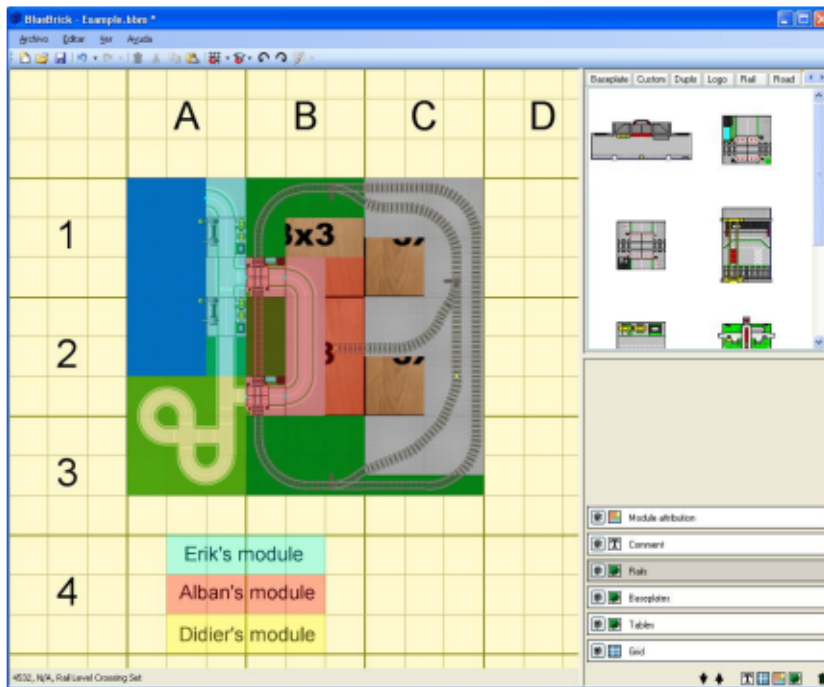 BlueBrick - Example.bbm *
Archivo Editar Ver Ayuda
Baseplate Custom Duplo Logo Rail Road
A B C D
1
3x3
2
3
Erik's module
4 Alban's module
Didier's module
Module attribution
Comment
Rails
Baseplates
Tables
Grid
4532, N/A, Rail Level Crossing Set